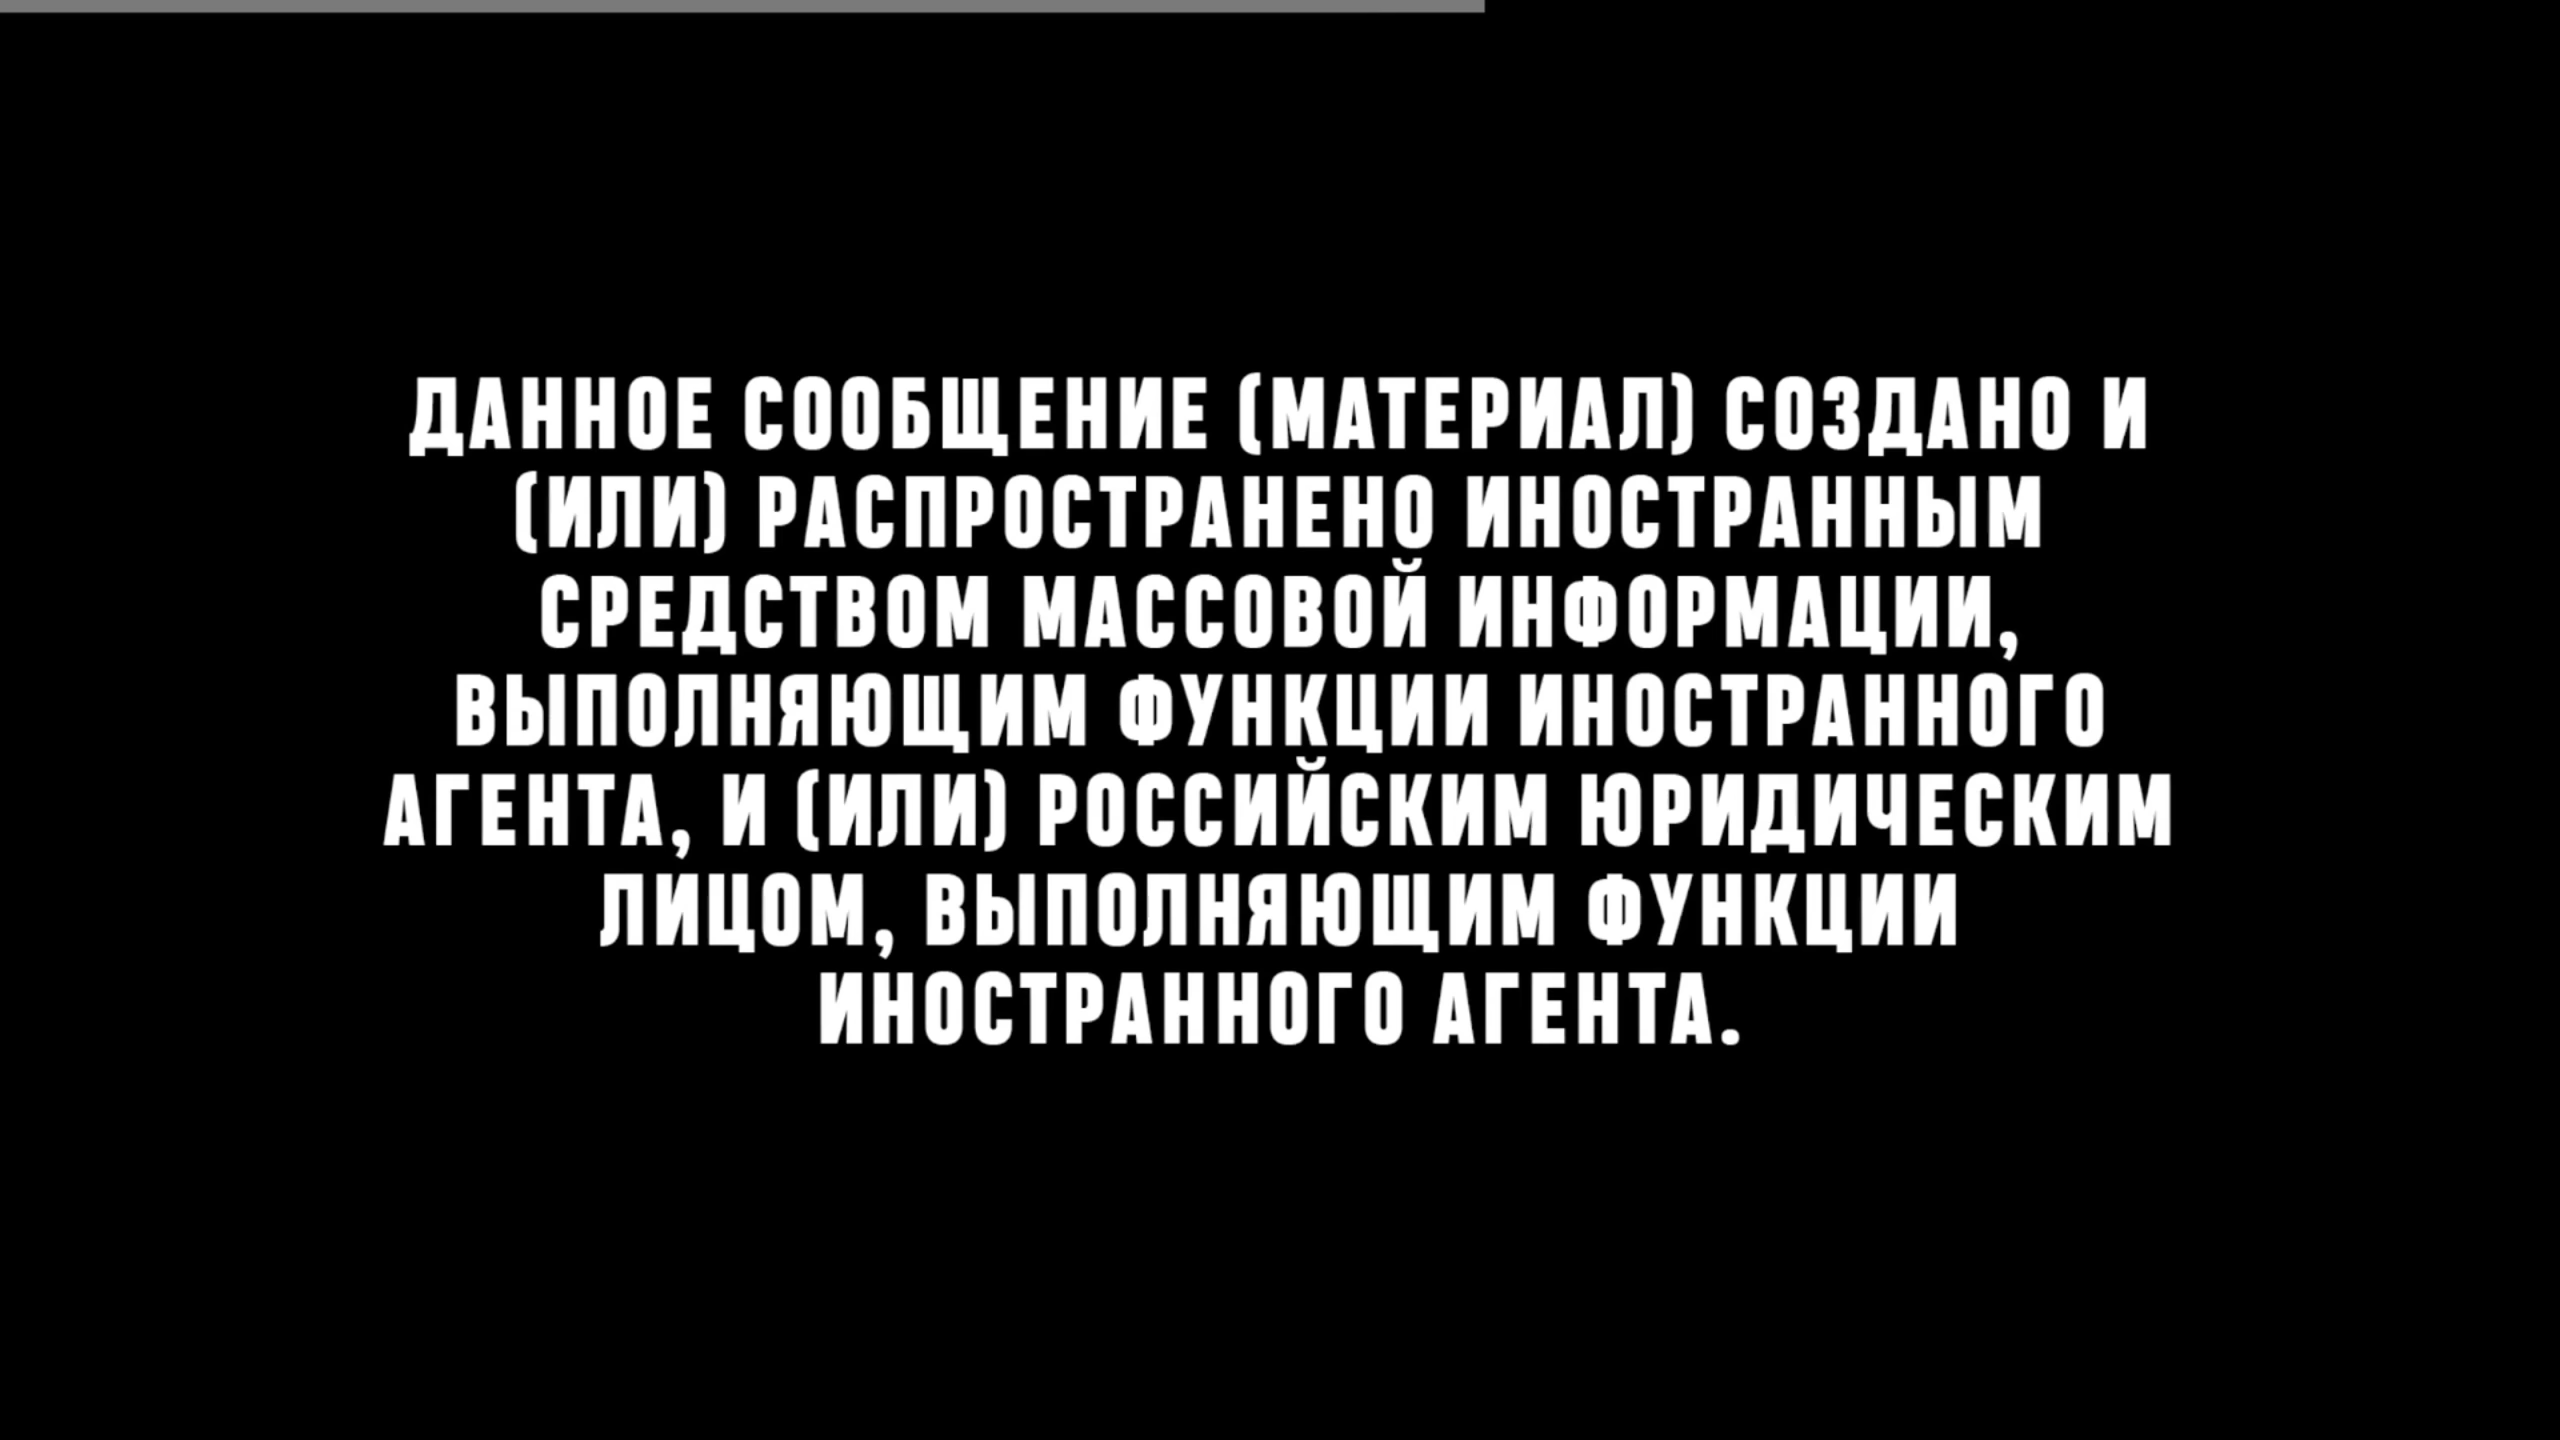 ДАННОЕ СООБЩЕНИЕ (МАТЕРИАЛ) СОЗДАНО И
(ИЛИ) РАСПРОСТРАНЕНО ИНОСТРАННЫМ
СРЕДСТВОМ МАССОВОЙ ИНФОРМАЦИИ,
ВЫПОЛНЯЮЩИМ ФУНКЦИИ ИНОСТРАННОГО
АГЕНТА, И (ИЛИ) РОССИЙСКИМ ЮРИДИЧЕСКИМ
ЛИЦОМ, ВЫПОЛНЯЮЩИМ ФУНКЦИИ
ИНОСТРАННОГО АГЕНТА.